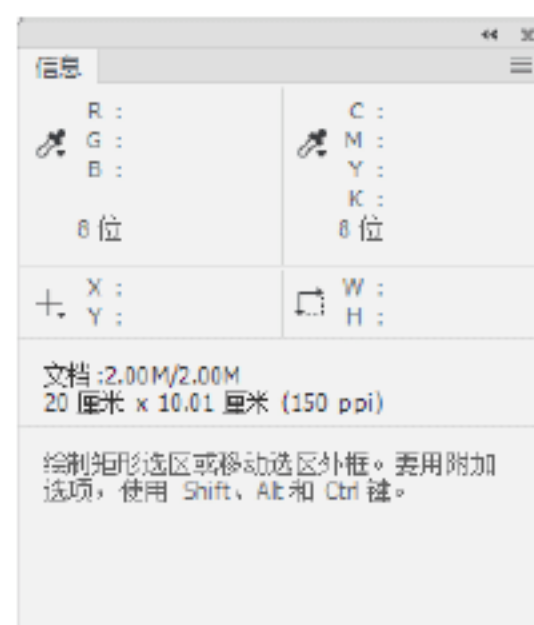 信息
R :
G :
B :
8 位
C :
M :
Y :
K :
8 位
X :
Y :
W :
H :
文档 :2.00M/2.00M
20 厘米 x 10.01 厘米 (150 ppi)
绘制矩形选区或移动选区外框。要用附加
选项，使用 Shift、Alt 和 Ctrl 键。